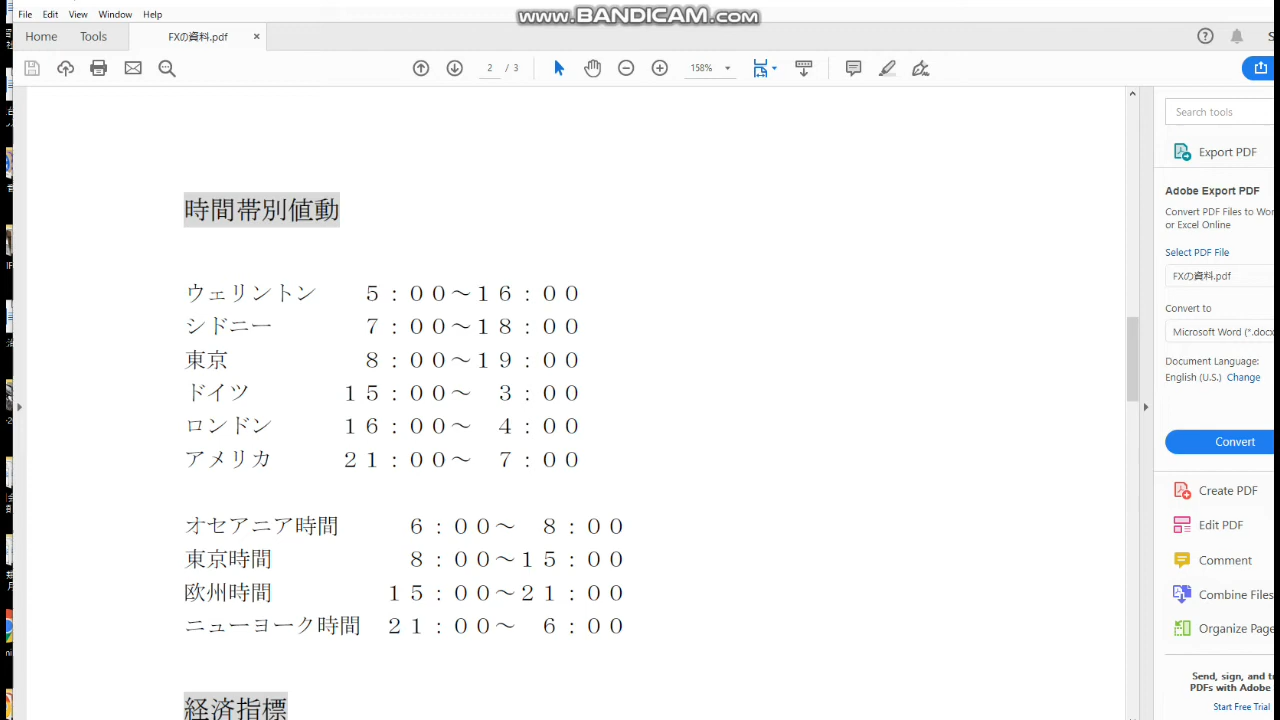 File Edit View Window Help
www.BANDICAM.com
Home Tools FXの資料.pdf ×
2 / 3
158%
時間帯別値動
ウェリントン 5:00～16:00
シドニー 7:00～18:00
東京 8:00～19:00
ドイツ 15:00～ 3:00
ロンドン 16:00～ 4:00
アメリカ 21:00～ 7:00
オセアニア時間 6:00～ 8:00
東京時間 8:00～15:00
欧州時間 15:00～21:00
ニューヨーク時間 21:00～ 6:00
経済指標
Search tools
Export PDF
Adobe Export PDF
Convert PDF Files to Wor
or Excel Online
Select PDF File
FXの資料.pdf
Convert to
Microsoft Word (*.docx
Document Language:
English (U.S.) Change
Convert
Create PDF
Edit PDF
Comment
Combine Files
Organize Page
Send, sign, and tr
PDFs with Adobe
Start Free Trial